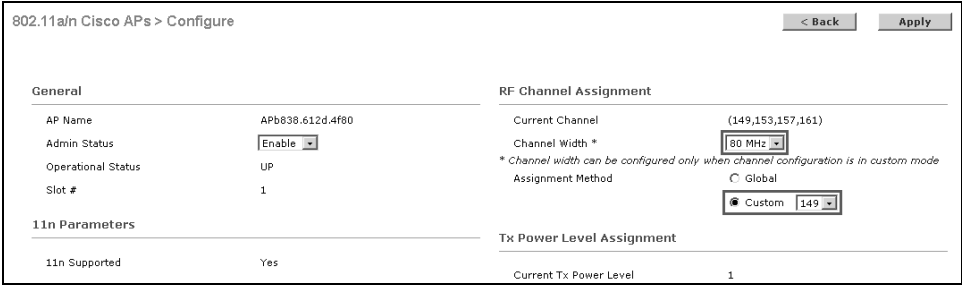 802.11a/n Cisco APs > Configure
< Back
Apply
General
AP Name APb838.612d.4f80
Admin Status Enable
Operational Status UP
Slot # 1
11n Parameters
11n Supported Yes
RF Channel Assignment
Current Channel (149,153,157,161)
Channel Width * 80 MHz
* Channel width can be configured only when channel configuration is in custom mode
Assignment Method Global
Custom 149
Tx Power Level Assignment
Current Tx Power Level 1